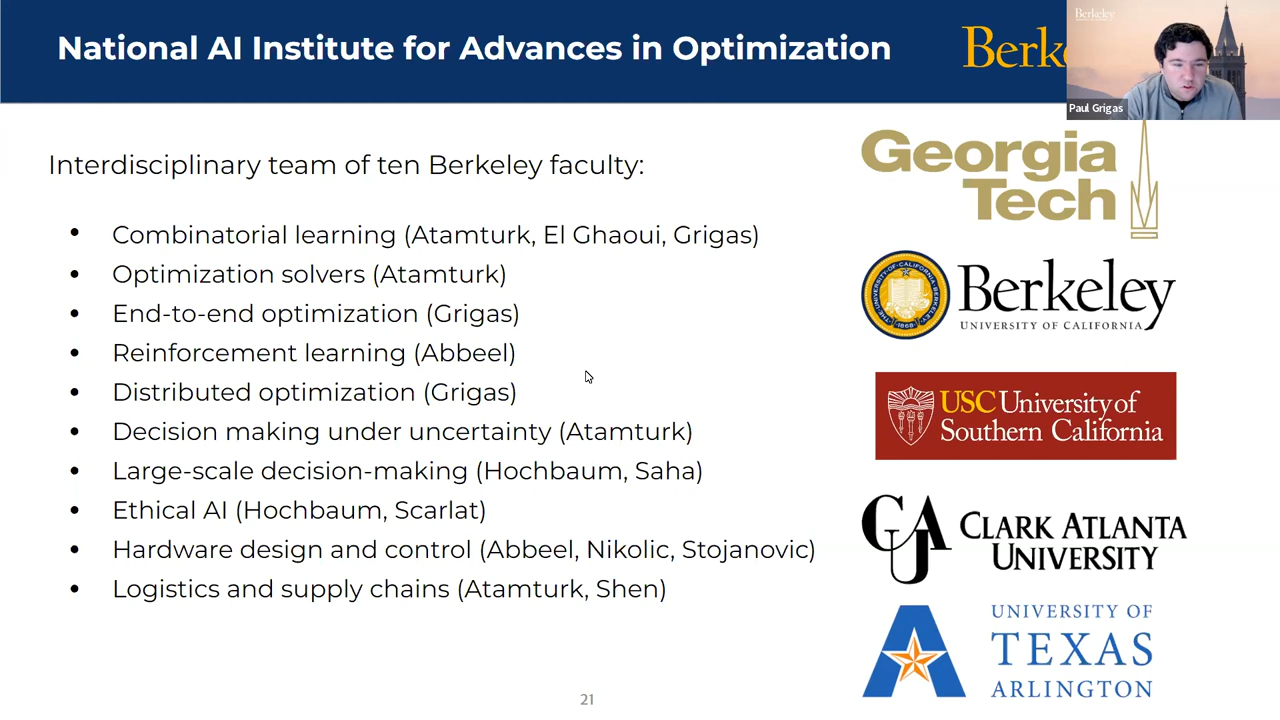 National AI Institute for Advances in Optimization
Berke
Berkeley
Paul Grigas
Interdisciplinary team of ten Berkeley faculty:
• Combinatorial learning (Atamturk, El Ghaoui, Grigas)
• Optimization solvers (Atamturk)
• End-to-end optimization (Grigas)
• Reinforcement learning (Abbeel)
• Distributed optimization (Grigas)
• Decision making under uncertainty (Atamturk)
• Large-scale decision-making (Hochbaum, Saha)
• Ethical AI (Hochbaum, Scarlat)
• Hardware design and control (Abbeel, Nikolic, Stojanovic)
• Logistics and supply chains (Atamturk, Shen)
Georgia
Tech
Berkeley
UNIVERSITY OF CALIFORNIA
USC University of
Southern California
CAU
CLARK ATLANTA
UNIVERSITY
A
UNIVERSITY OF
TEXAS
ARLINGTON
21